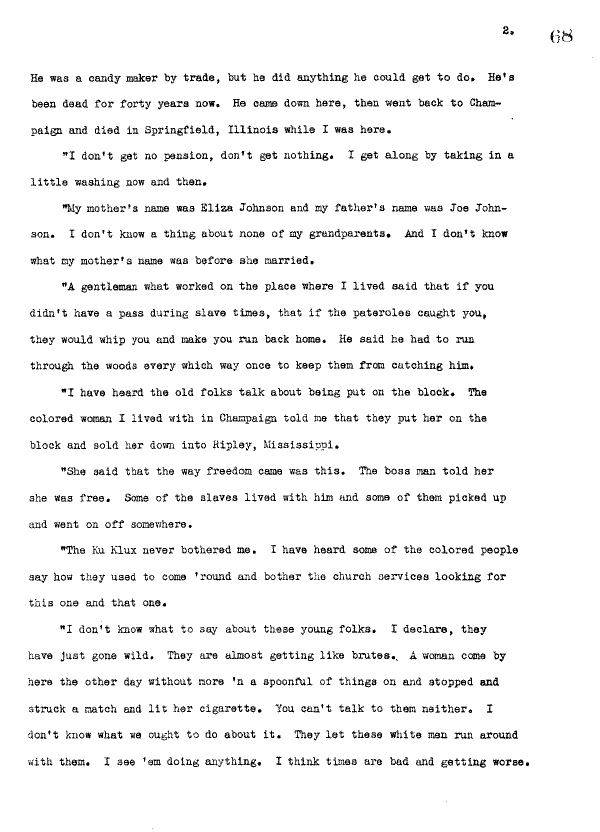 2.
68
He was a candy maker by trade, but he did anything he could get to do. He's
been dead for forty years now. He came down here, then went back to Cham-
paign and died in Springfield, Illinois while I was here.
"I don't get no pension, don't get nothing. I get along by taking in a
little washing now and then.
"My mother's name was Eliza Johnson and my father's name was Joe John-
son. I don't know a thing about none of my grandparents. And I don't know
what my mother's name was before she married.
"A gentleman what worked on the place where I lived said that if you
didn't have a pass during slave times, that if the pateroles caught you,
they would whip you and make you run back home. He said he had to run
through the woods every which way once to keep them from catching him.
"I have heard the old folks talk about being put on the block. The
colored woman I lived with in Champaign told me that they put her on the
block and sold her down into Ripley, Mississippi.
"She said that the way freedom came was this. The boss man told her
she was free. Some of the slaves lived with him and some of them picked up
and went on off somewhere.
"The Ku Klux never bothered me. I have heard some of the colored people
say how they used to come 'round and bother the church services looking for
this one and that one.
"I don't know what to say about these young folks. I declare, they
have just gone wild. They are almost getting like brutes. A woman come by
here the other day without more 'n a spoonful of things on and stopped and
struck a match and lit her cigarette. You can't talk to them neither. I
don't know what we ought to do about it. They let these white men run around
with them. I see 'em doing anything. I think times are bad and getting worse.